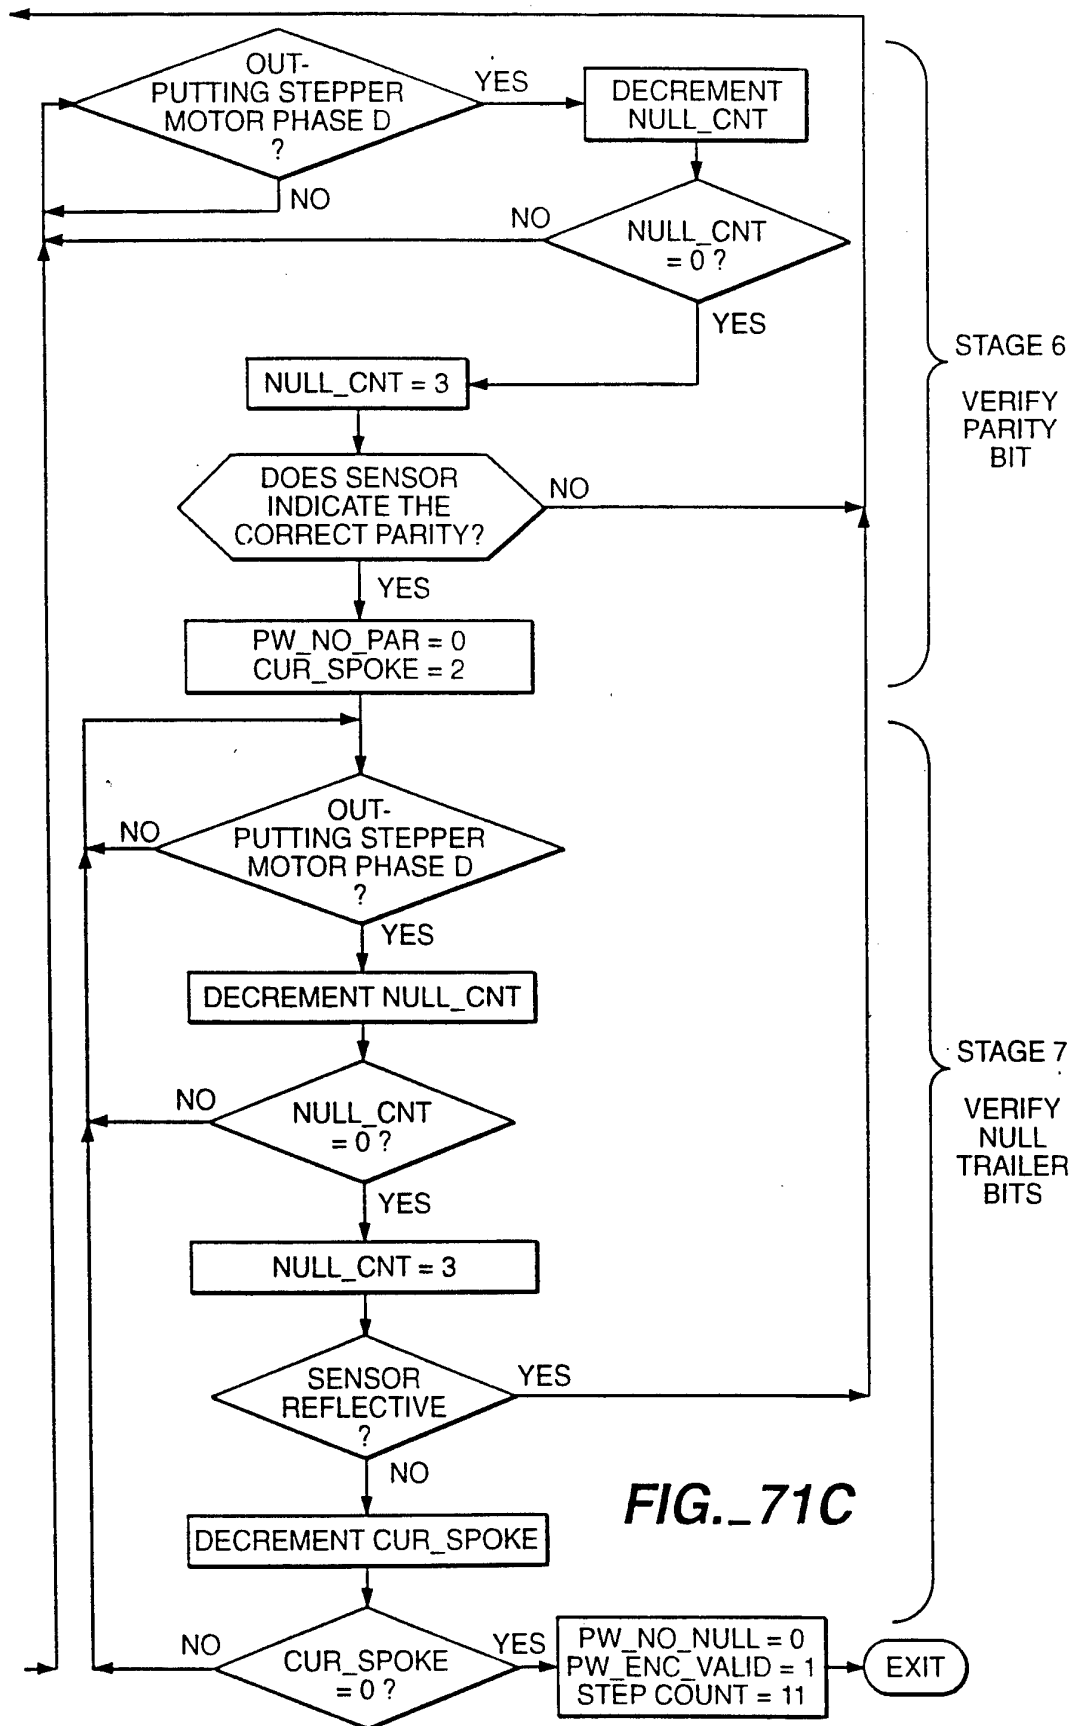 OUT-
PUTTING STEPPER
MOTOR PHASE D
?
YES
DECREMENT
NULL_CNT
NO
NO
NULL_CNT
= 0 ?
YES
STAGE 6
VERIFY
PARITY
BIT
NULL_CNT = 3
DOES SENSOR
INDICATE THE
CORRECT PARITY?
NO
YES
PW_NO_PAR = 0
CUR_SPOKE = 2
OUT-
PUTTING STEPPER
MOTOR PHASE D
?
NO
YES
DECREMENT NULL_CNT
NO
NULL_CNT
= 0 ?
YES
STAGE 7
VERIFY
NULL
TRAILER
BITS
NULL_CNT = 3
SENSOR
REFLECTIVE
?
YES
NO
FIG._71C
DECREMENT CUR_SPOKE
NO
CUR_SPOKE
= 0 ?
YES
PW_NO_NULL = 0
PW_ENC_VALID = 1
STEP COUNT = 11
EXIT